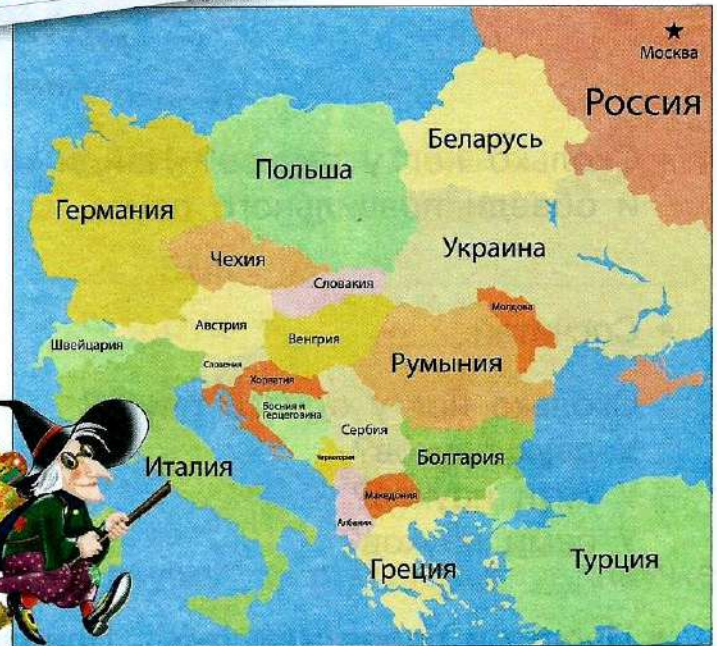 Москва
Россия
Беларусь
Польша
Германия
Украина
Чехия
Словакия
Молдова
Австрия
Венгрия
Швейцария
Румыния
Словения
Хорватия
Босния и
Герцеговина
Сербия
Болгария
Италия
Черногория
Македония
Албания
Греция
Турция